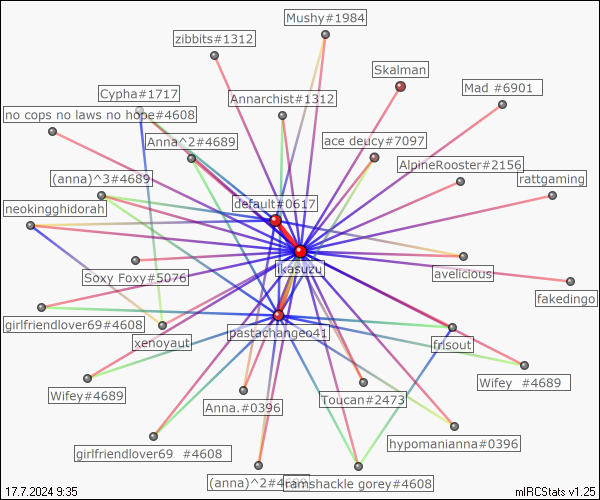 Mushy#1984
zibbits#1312
Skalman
Mad #6901
Cypha#1717
Annarchist#1312
no cops no laws no hope#4608
Anna^2#4689
ace deucy#7097
AlpineRooster#2156
(anna)^3#4689
rattgaming
default#0617
neokingghidorah
ikasuzu
Soxy Foxy#5076
avelicious
fakedingo
girlfriendlover69#4608
pastachangeo41
xenoyaut
frisout
Wifey#4689
Wifey #4689
Anna.#0396
Toucan#2473
hypomanianna#0396
girlfriendlover69 #4608
(anna)^2#4689
ramshackle gorey#4608
17.7.2024 9:35
mIRCStats v1.25